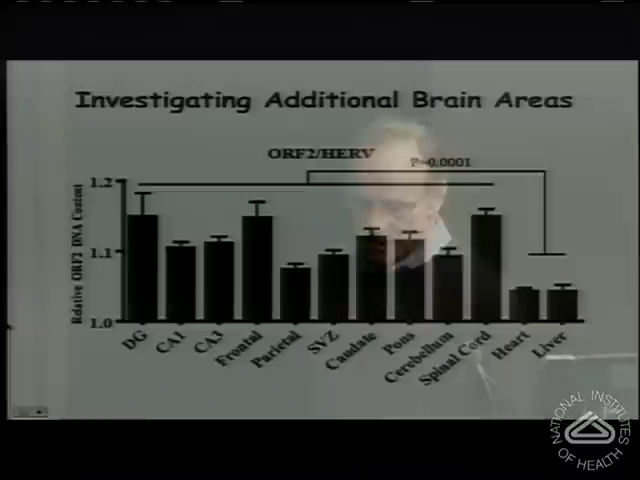 Investigating Additional Brain Areas
ORF2/HERV
P=0.0001
Relative ORF2 DNA Content
1.2
1.1
1.0
DG
CA1
CA3
Frontal
Parietal
SVZ
Caudate
Pons
Cerebellum
Spinal Cord
Heart
Liver
NATIONAL INSTITUTES
OF HEALTH